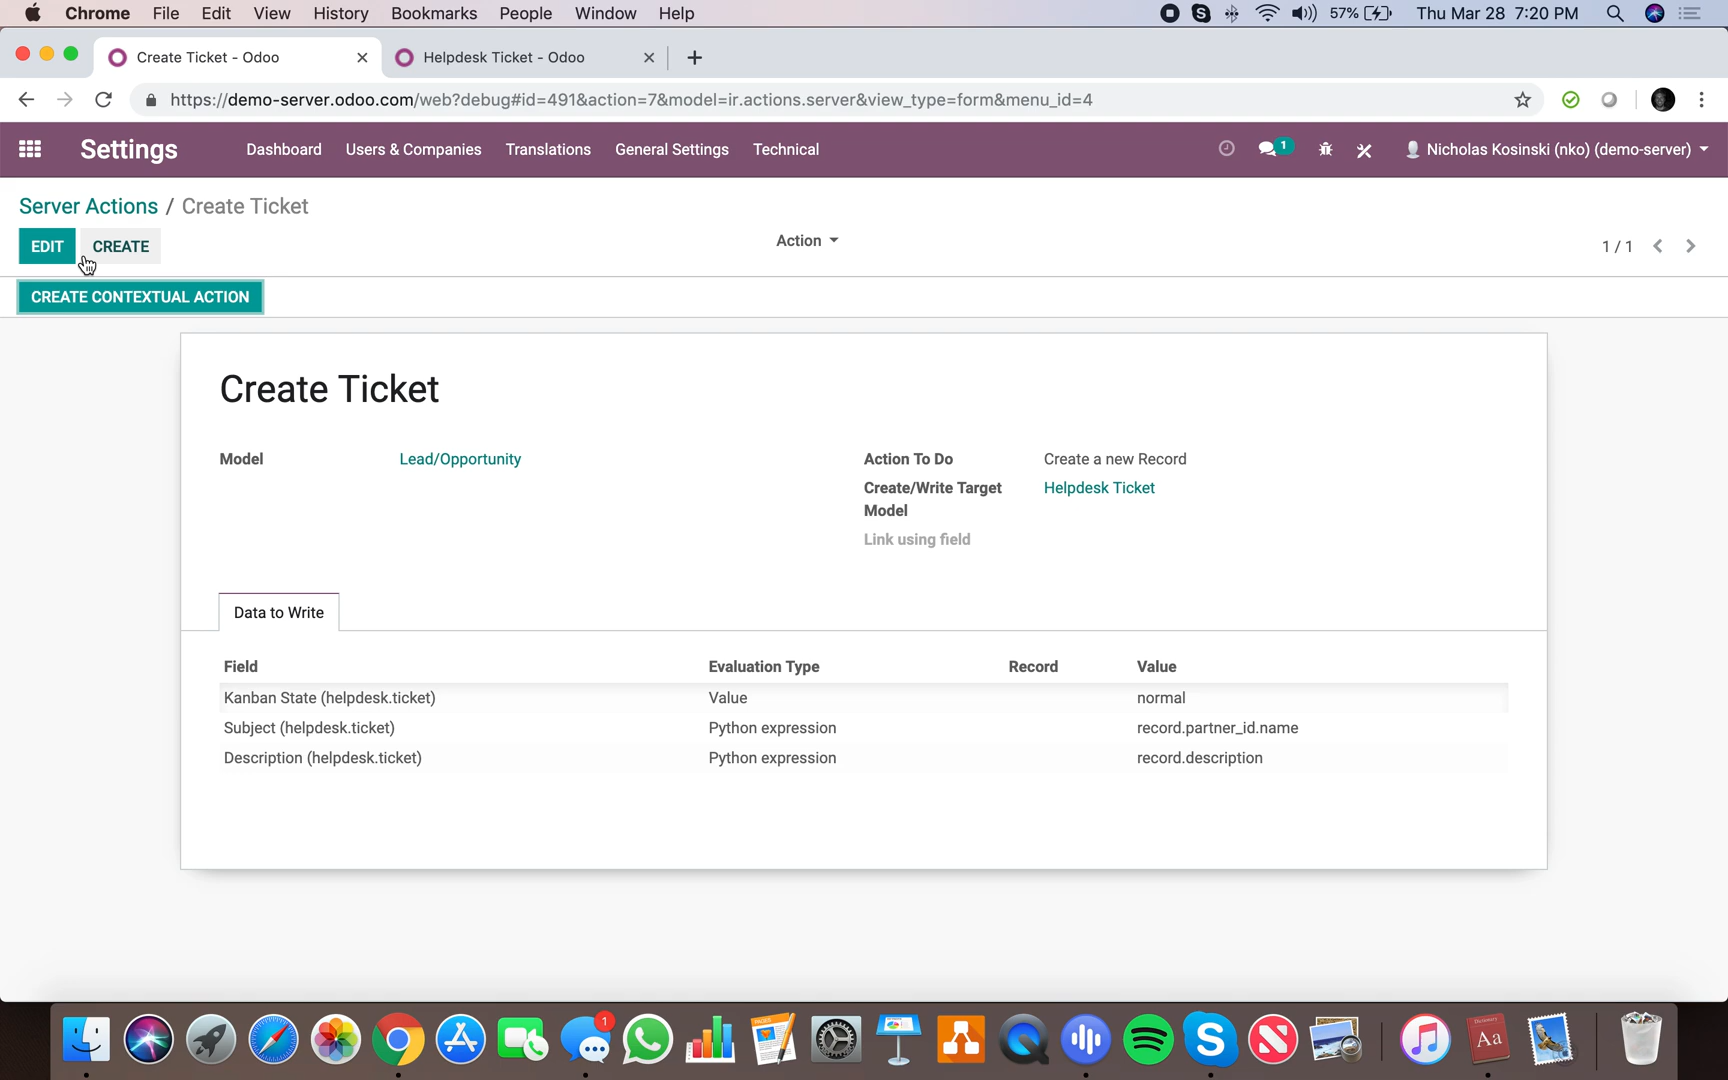 Chrome File Edit View History Bookmarks People Window Help 57% Thu Mar 28 7:20 PM
Create Ticket - Odoo Helpdesk Ticket - Odoo
https://demo-server.odoo.com/web?debug#id=491&action=7&model=ir.actions.server&view_type=form&menu_id=4
Settings Dashboard Users & Companies Translations General Settings Technical 1 Nicholas Kosinski (nko) (demo-server)
Server Actions / Create Ticket
EDIT CREATE Action 1 / 1
CREATE CONTEXTUAL ACTION
Create Ticket
Model Lead/Opportunity Action To Do Create a new Record
Create/Write Target Helpdesk Ticket
Model
Link using field
Data to Write
Field Evaluation Type Record Value
Kanban State (helpdesk.ticket) Value normal
Subject (helpdesk.ticket) Python expression record.partner_id.name
Description (helpdesk.ticket) Python expression record.description
1
Dictionary
Aa